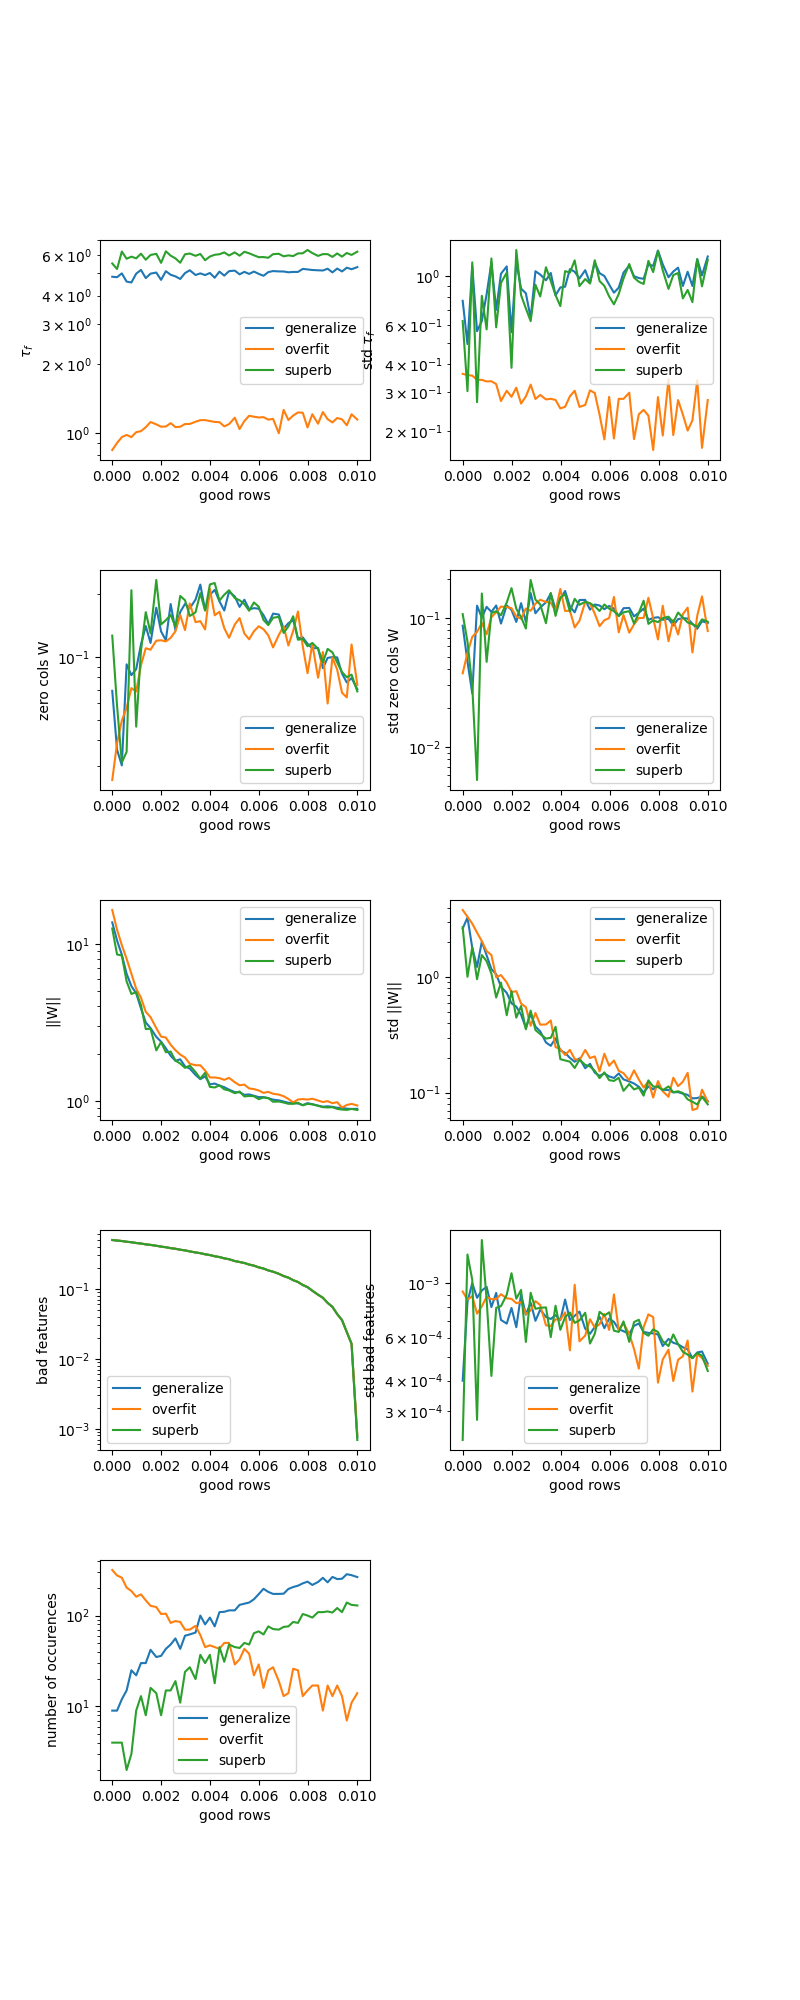 6 × 10⁰
4 × 10⁰
3 × 10⁰
2 × 10⁰
10⁰
τf
generalize
overfit
superb
0.000 0.002 0.004 0.006 0.008 0.010
good rows
10⁰
6 × 10⁻¹
4 × 10⁻¹
3 × 10⁻¹
2 × 10⁻¹
std τf
generalize
overfit
superb
0.000 0.002 0.004 0.006 0.008 0.010
good rows
10⁻¹
zero cols W
generalize
overfit
superb
0.000 0.002 0.004 0.006 0.008 0.010
good rows
10⁻¹
10⁻²
std zero cols W
generalize
overfit
superb
0.000 0.002 0.004 0.006 0.008 0.010
good rows
10¹
10⁰
||W||
generalize
overfit
superb
0.000 0.002 0.004 0.006 0.008 0.010
good rows
10⁰
10⁻¹
std ||W||
generalize
overfit
superb
0.000 0.002 0.004 0.006 0.008 0.010
good rows
10⁻¹
10⁻²
10⁻³
bad features
generalize
overfit
superb
0.000 0.002 0.004 0.006 0.008 0.010
good rows
10⁻³
6 × 10⁻⁴
4 × 10⁻⁴
3 × 10⁻⁴
std bad features
generalize
overfit
superb
0.000 0.002 0.004 0.006 0.008 0.010
good rows
10²
10¹
number of occurences
generalize
overfit
superb
0.000 0.002 0.004 0.006 0.008 0.010
good rows